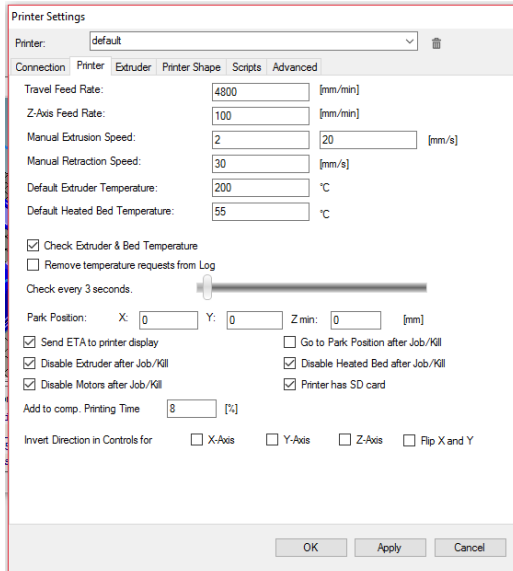 Printer Settings
Printer: default
Connection Printer Extruder Printer Shape Scripts Advanced
Travel Feed Rate: 4800 [mm/min]
Z-Axis Feed Rate: 100 [mm/min]
Manual Extrusion Speed: 2 20 [mm/s]
Manual Retraction Speed: 30 [mm/s]
Default Extruder Temperature: 200 °C
Default Heated Bed Temperature: 55 °C
Check Extruder & Bed Temperature
Remove temperature requests from Log
Check every 3 seconds.
Park Position: X: 0 Y: 0 Z min: 0 [mm]
Send ETA to printer display Go to Park Position after Job/Kill
Disable Extruder after Job/Kill Disable Heated Bed after Job/Kill
Disable Motors after Job/Kill Printer has SD card
Add to comp. Printing Time 8 [%]
Invert Direction in Controls for X-Axis Y-Axis Z-Axis Flip X and Y
OK Apply Cancel